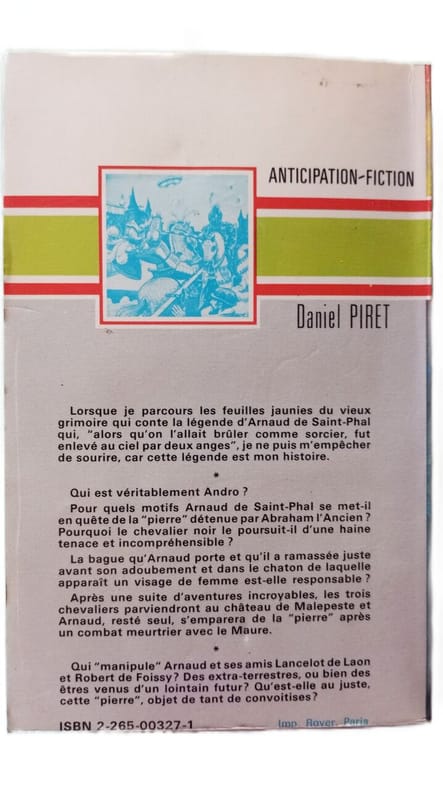 ANTICIPATION-FICTION
Daniel PIRET
Lorsque je parcours les feuilles jaunies du vieux
grimoire qui conte la légende d'Arnaud de Saint-Phal
qui, "alors qu'on l'allait brûler comme sorcier, fut
enlevé au ciel par deux anges", je ne puis m'empêcher
de sourire, car cette légende est mon histoire.
*
Qui est véritablement Andro ?
Pour quels motifs Arnaud de Saint-Phal se met-il
en quête de la "pierre" détenue par Abraham l'Ancien ?
Pourquoi le chevalier noir le poursuit-il d'une haine
tenace et incompréhensible ?
La bague qu'Arnaud porte et qu'il a ramassée juste
avant son adoubement et dans le chaton de laquelle
apparaît un visage de femme est-elle responsable ?
Après une suite d'aventures incroyables, les trois
chevaliers parviendront au château de Malepeste et
Arnaud, resté seul, s'emparera de la "pierre" après
un combat meurtrier avec le Maure.
*
Qui "manipule" Arnaud et ses amis Lancelot de Laon
et Robert de Foissy ? Des extra-terrestres, ou bien des
êtres venus d'un lointain futur ? Qu'est-elle au juste,
cette "pierre", objet de tant de convoitises ?
ISBN 2-265-00327-1
Imp. Royer, Paris